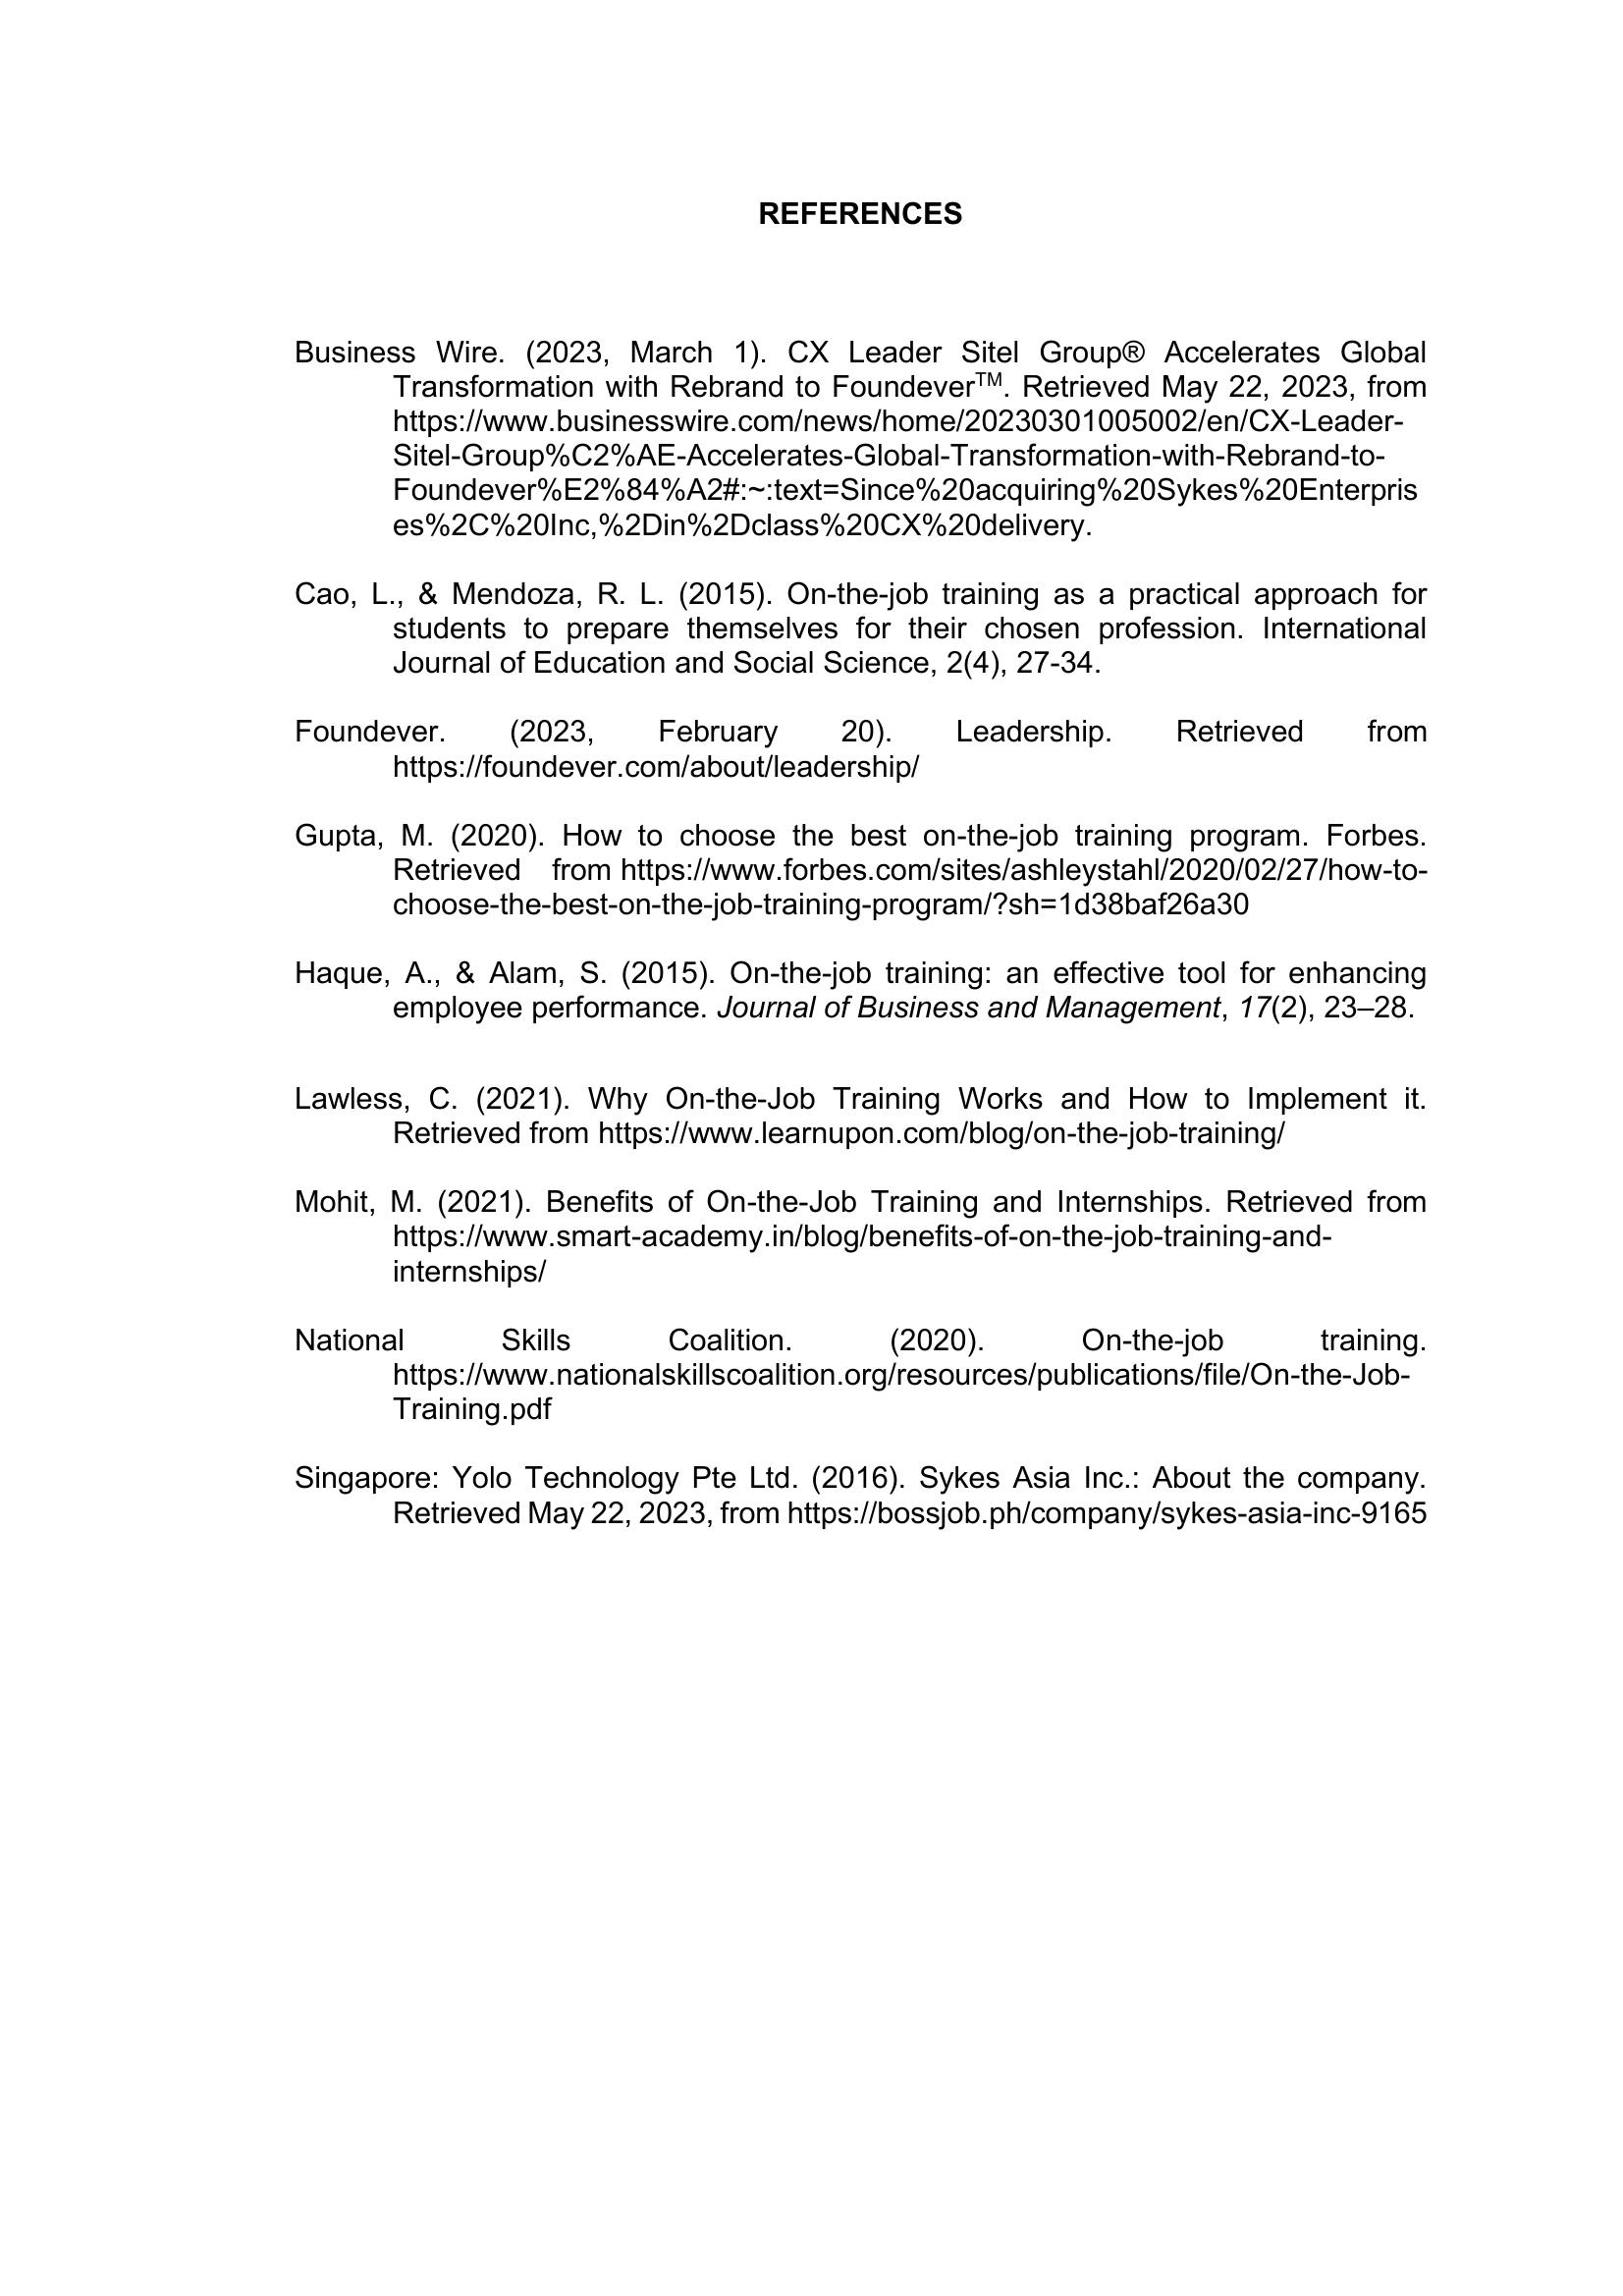 REFERENCES
Business Wire. (2023, March 1). CX Leader Sitel Group® Accelerates Global
Transformation with Rebrand to Foundever™. Retrieved May 22, 2023, from
https://www.businesswire.com/news/home/20230301005002/en/CX-Leader-
Sitel-Group%C2%AE-Accelerates-Global-Transformation-with-Rebrand-to-
Foundever%E2%84%A2#:~:text=Since%20acquiring%20Sykes%20Enterpris
es%2C%20Inc,%2Din%2Dclass%20CX%20delivery.
Cao, L., & Mendoza, R. L. (2015). On-the-job training as a practical approach for
students to prepare themselves for their chosen profession. International
Journal of Education and Social Science, 2(4), 27-34.
Foundever. (2023, February 20). Leadership. Retrieved from
https://foundever.com/about/leadership/
Gupta, M. (2020). How to choose the best on-the-job training program. Forbes.
Retrieved from https://www.forbes.com/sites/ashleystahl/2020/02/27/how-to-
choose-the-best-on-the-job-training-program/?sh=1d38baf26a30
Haque, A., & Alam, S. (2015). On-the-job training: an effective tool for enhancing
employee performance. Journal of Business and Management, 17(2), 23–28.
Lawless, C. (2021). Why On-the-Job Training Works and How to Implement it.
Retrieved from https://www.learnupon.com/blog/on-the-job-training/
Mohit, M. (2021). Benefits of On-the-Job Training and Internships. Retrieved from
https://www.smart-academy.in/blog/benefits-of-on-the-job-training-and-
internships/
National Skills Coalition. (2020). On-the-job training.
https://www.nationalskillscoalition.org/resources/publications/file/On-the-Job-
Training.pdf
Singapore: Yolo Technology Pte Ltd. (2016). Sykes Asia Inc.: About the company.
Retrieved May 22, 2023, from https://bossjob.ph/company/sykes-asia-inc-9165